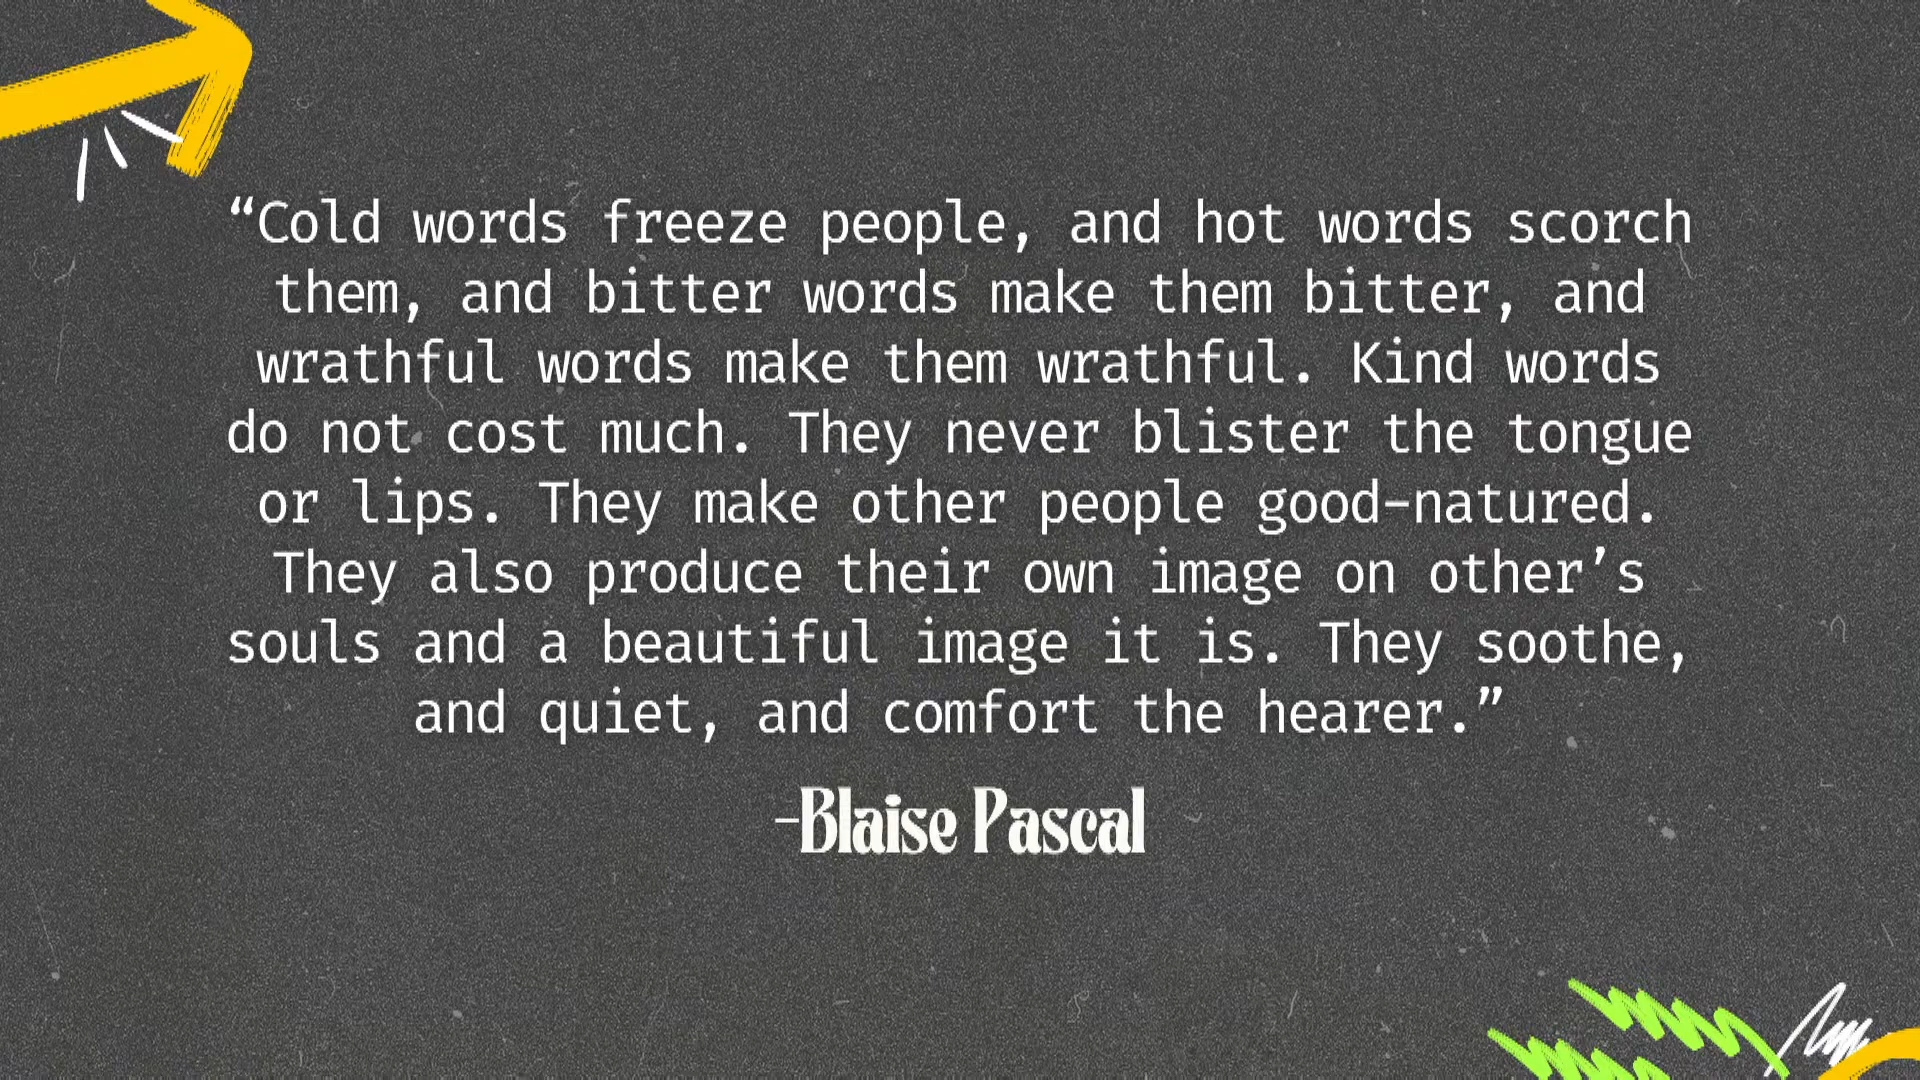 “Cold words freeze people, and hot words scorch
them, and bitter words make them bitter, and
wrathful words make them wrathful. Kind words
do not cost much. They never blister the tongue
or lips. They make other people good-natured.
They also produce their own image on other’s
souls and a beautiful image it is. They soothe,
and quiet, and comfort the hearer.”
-Blaise Pascal